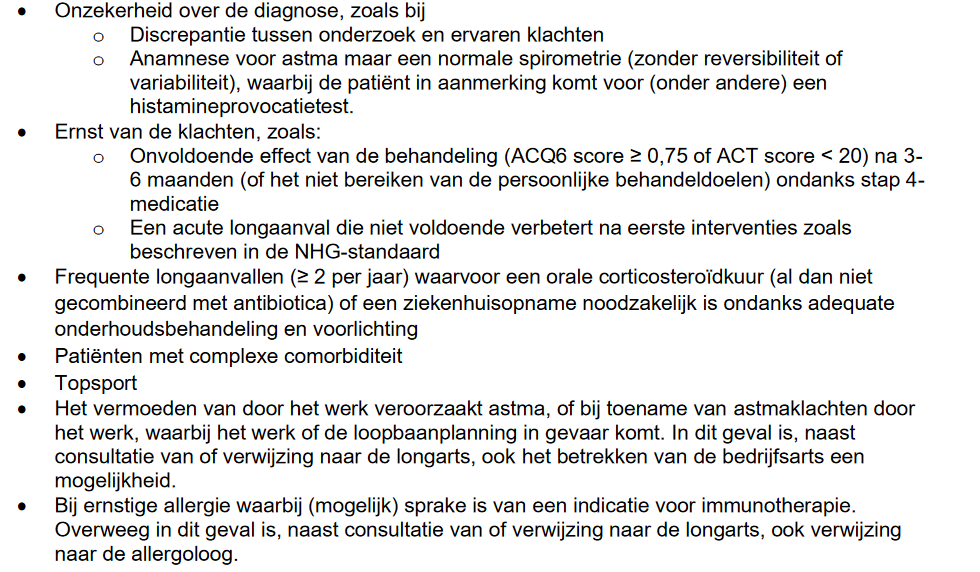 • Onzekerheid over de diagnose, zoals bij
o Discrepantie tussen onderzoek en ervaren klachten
o Anamnese voor astma maar een normale spirometrie (zonder reversibiliteit of
variabiliteit), waarbij de patiënt in aanmerking komt voor (onder andere) een
histamineprovocatietest.
• Ernst van de klachten, zoals:
o Onvoldoende effect van de behandeling (ACQ6 score ≥ 0,75 of ACT score < 20) na 3-
6 maanden (of het niet bereiken van de persoonlijke behandeldoelen) ondanks stap 4-
medicatie
o Een acute longaanval die niet voldoende verbetert na eerste interventies zoals
beschreven in de NHG-standaard
• Frequente longaanvallen (≥ 2 per jaar) waarvoor een orale corticosteroïdkuur (al dan niet
gecombineerd met antibiotica) of een ziekenhuisopname noodzakelijk is ondanks adequate
onderhoudsbehandeling en voorlichting
• Patiënten met complexe comorbiditeit
• Topsport
• Het vermoeden van door het werk veroorzaakt astma, of bij toename van astmaklachten door
het werk, waarbij het werk of de loopbaanplanning in gevaar komt. In dit geval is, naast
consultatie van of verwijzing naar de longarts, ook het betrekken van de bedrijfsarts een
mogelijkheid.
• Bij ernstige allergie waarbij (mogelijk) sprake is van een indicatie voor immunotherapie.
Overweeg in dit geval is, naast consultatie van of verwijzing naar de longarts, ook verwijzing
naar de allergoloog.